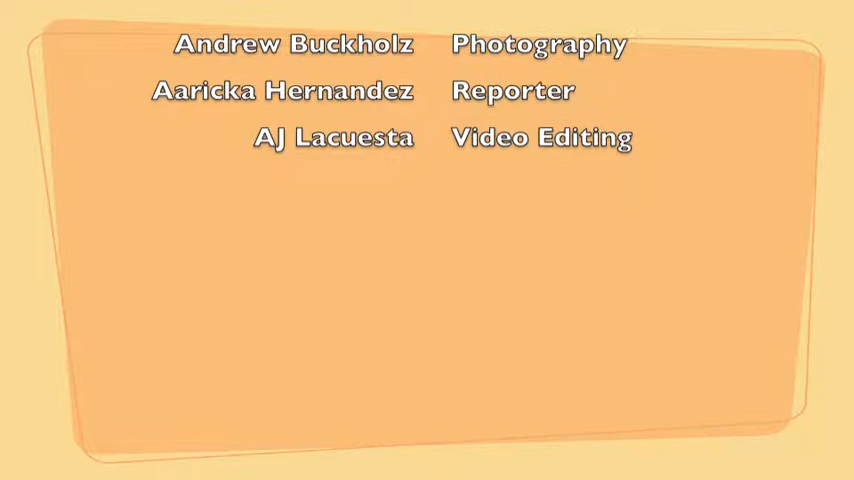 Andrew Buckholz Photography
Aaricka Hernandez Reporter
AJ Lacuesta Video Editing